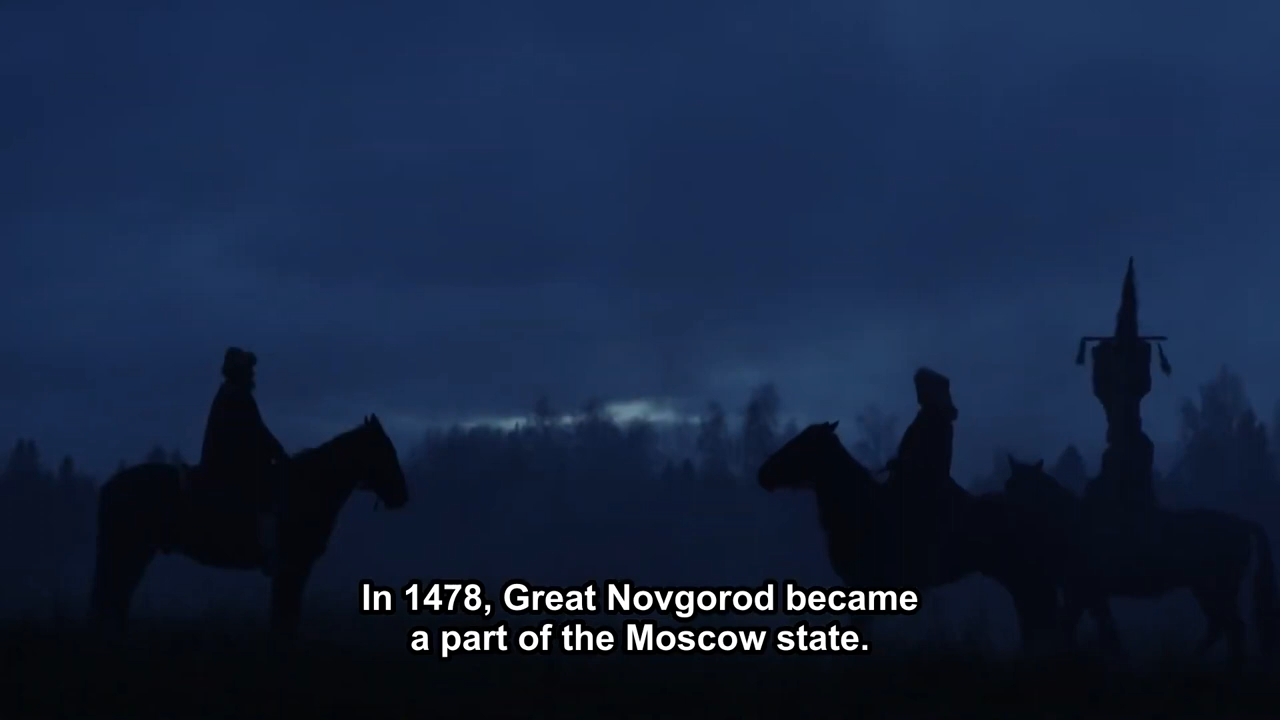 In 1478, Great Novgorod became
a part of the Moscow state.